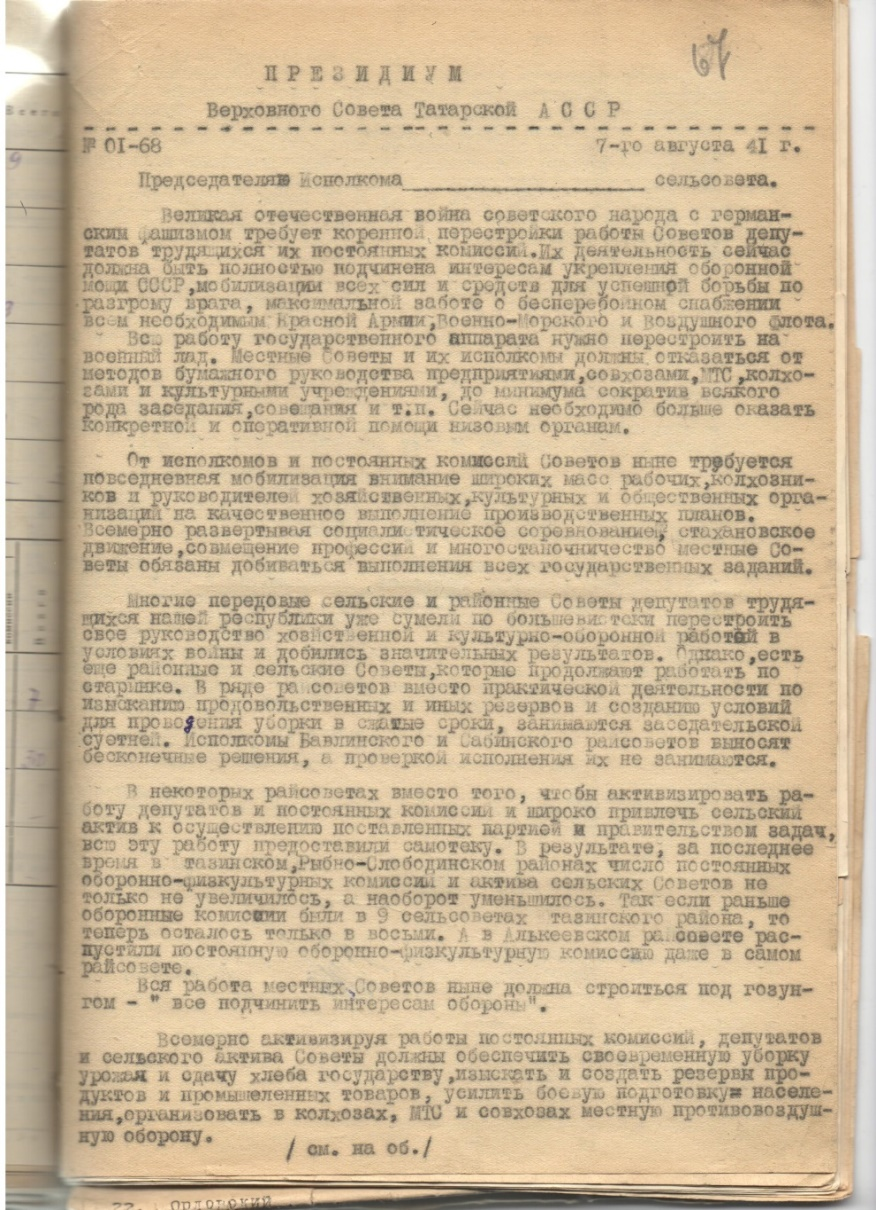 67
П Р Е З И Д И У М
Верховного Совета Татарской А С С Р
№ 01-68 7-го августа 41 г.
Председателям Исполкома____________________ сельсовета.
Великая отечественная война советского народа с герман-
ским фашизмом требует коренной перестройки работы Советов депу-
татов трудящихся их постоянных комиссий.Их деятельность сейчас
должна быть полностью подчинена интересам укрепления оборонной
мощи СССР,мобилизации всех сил и средств для успешной борьбы по
разгрому врага, максимальной заботе о бесперебойном снабжении
всем необходимым Красной Армии,Военно-Морского и Воздушного флота.
Всю работу государственного аппарата нужно перестроить на
военный лад. Местные Советы и их исполкомы должны отказаться от
методов бумажного руководства предприятиями,совхозами,МТС,колхо-
зами и культурными учреждениями, до минимума сократив всякого
рода заседания,совещания и т.п. Сейчас необходимо больше оказать
конкретной и оперативной помощи низовым органам.
От исполкомов и постоянных комиссий Советов ныне требуется
повседневная мобилизация внимание широких масс рабочих,колхозни-
ков и руководителей хозяйственных,культурных и общественных орга-
низаций на качественное выполнение производственных планов.
Всемерно развертывая социалистическое соревнование, стахановское
движение,совмещение профессий и многостаночничество местные Со-
веты обязаны добиваться выполнения всех государственных заданий.
Многие передовые сельские и районные Советы депутатов трудя-
щихся нашей республики уже сумели по большевистски перестроить
свое руководство хозяйственной и культурно-оборонной работой в
условиях войны и добились значительных результатов. Однако,есть
еще районные и сельские Советы,которые продолжают работать по
старинке. В ряде райсоветов вместо практической деятельности по
изысканию продовольственных и иных резервов и созданию условий
для проведения уборки в сжатые сроки, занимаются заседательской
суетней. Исполкомы Бавлинского и Сабинского райсоветов выносят
бесконечные решения, а проверкой исполнения их не занимаются.
В некоторых райсоветах вместо того, чтобы активизировать ра-
боту депутатов и постоянных комиссии и широко привлечь сельский
актив к осуществлению поставленных партией и правительством задач,
всю эту работу предоставили самотеку. В результате, за последнее
время в тазинском,Рыбно-Слободинском районах число постоянных
оборонно-физкультурных комиссии и актива сельских Советов не
только не увеличилось, а наоборот уменьшилось. Так если раньше
оборонные комиссии были в 9 сельсоветах тазинского района, то
теперь осталось только в восьми. А в Алькеевском райсовете рас-
пустили постоянную оборонно-физкультурную комиссию даже в самом
райсовете.
Вся работа местных Советов ныне должна строиться под гозун-
гом - " все подчинить интересам обороны".
Всемерно активизируя работы постоянных комиссий, депутатов
и сельского актива Советы должны обеспечить своевременную уборку
урожая и сдачу хлеба государству,изыскать и создать резервы про-
дуктов и промышленных товаров, усилить боевую подготовку населе-
ния,организовать в колхозах, МТС и совхозах местную противовоздуш-
ную оборону.
/ см. на об./
22. Орловский